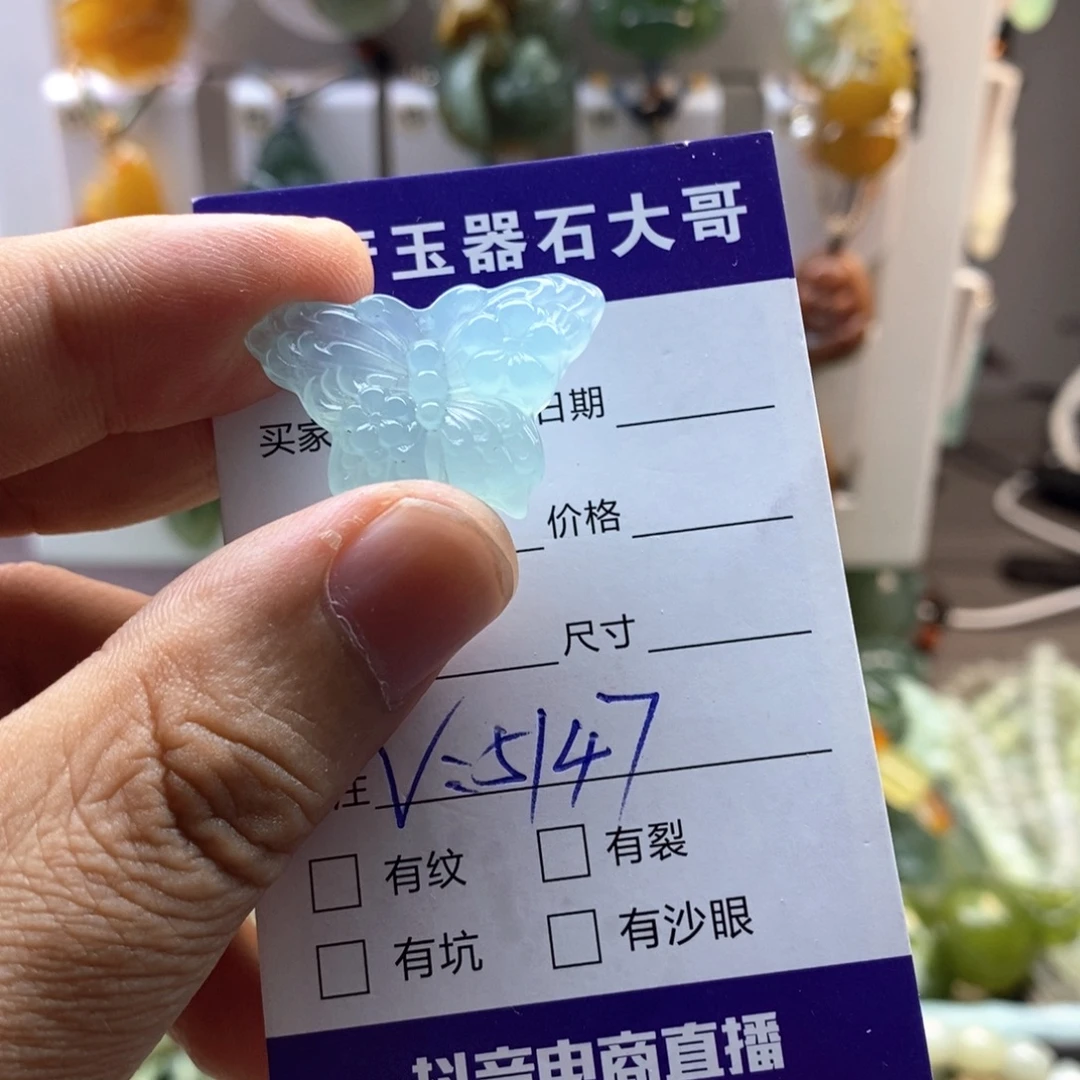 玉器石大哥
买家 日期
价格
尺寸
注 V:5147
有纹 有裂
有坑 有沙眼
抖音电商直播